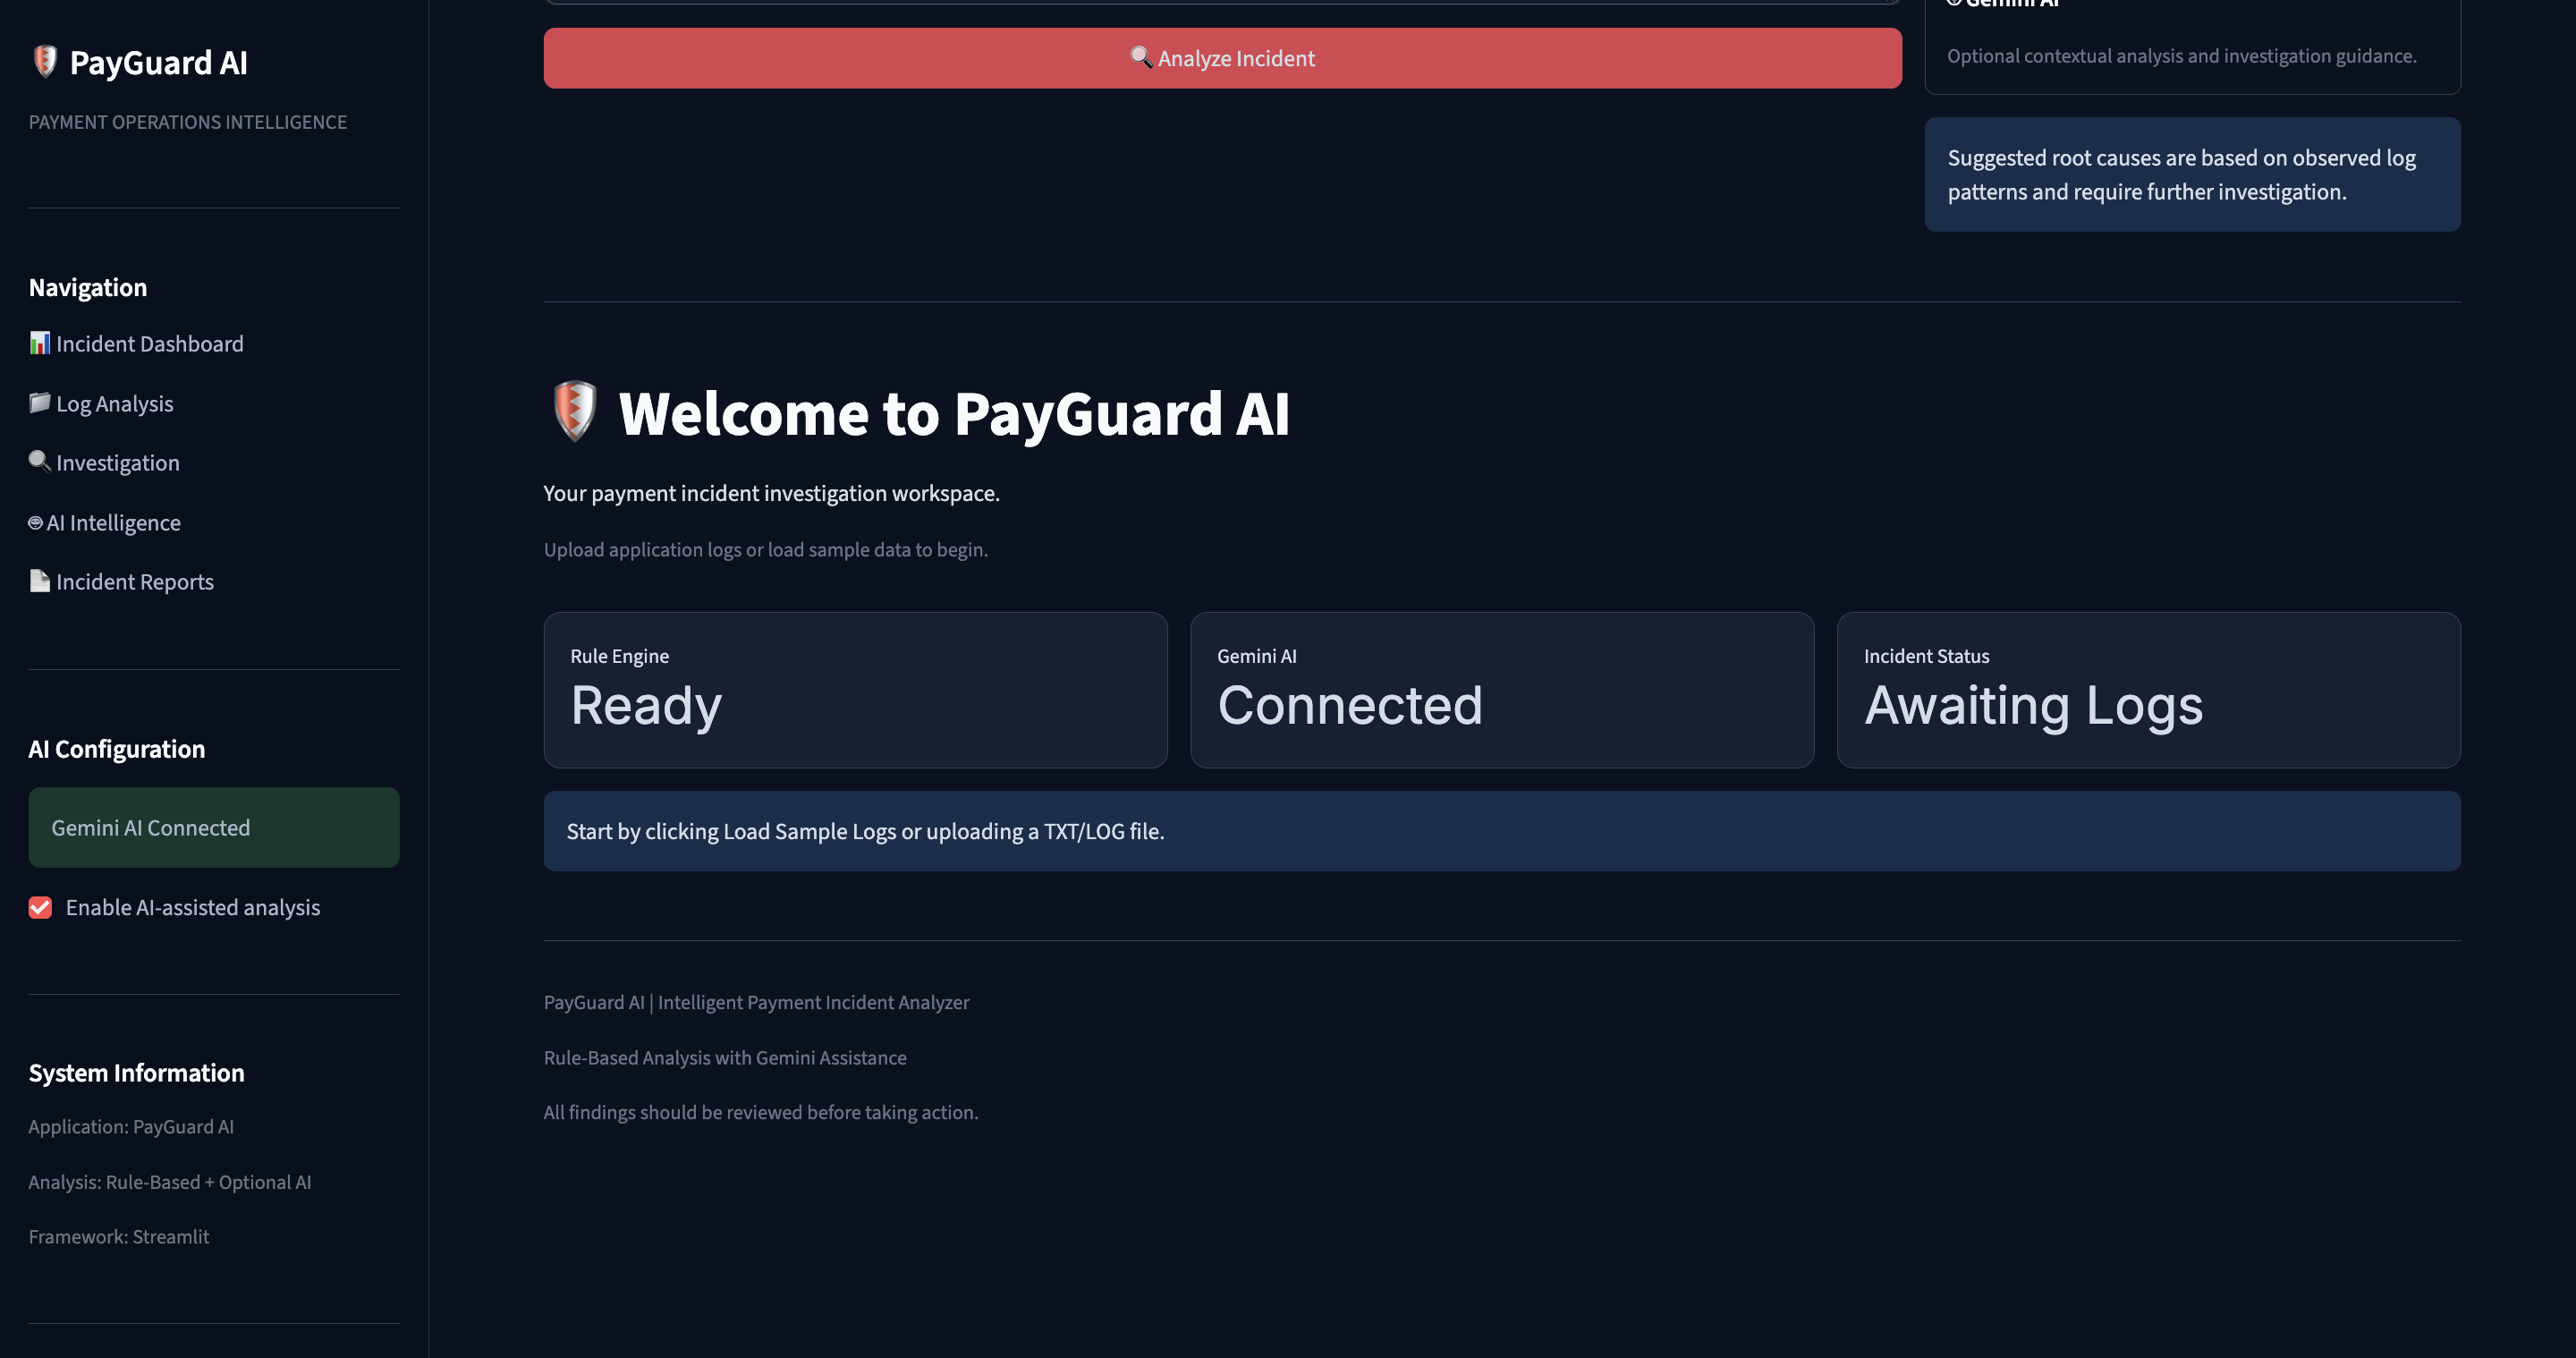 PayGuard AI
PAYMENT OPERATIONS INTELLIGENCE
Navigation
Incident Dashboard
Log Analysis
Investigation
AI Intelligence
Incident Reports
AI Configuration
Gemini AI Connected
Enable AI-assisted analysis
System Information
Application: PayGuard AI
Analysis: Rule-Based + Optional AI
Framework: Streamlit
Analyze Incident
Gemini AI
Optional contextual analysis and investigation guidance.
Suggested root causes are based on observed log
patterns and require further investigation.
Welcome to PayGuard AI
Your payment incident investigation workspace.
Upload application logs or load sample data to begin.
Rule Engine
Ready
Gemini AI
Connected
Incident Status
Awaiting Logs
Start by clicking Load Sample Logs or uploading a TXT/LOG file.
PayGuard AI | Intelligent Payment Incident Analyzer
Rule-Based Analysis with Gemini Assistance
All findings should be reviewed before taking action.